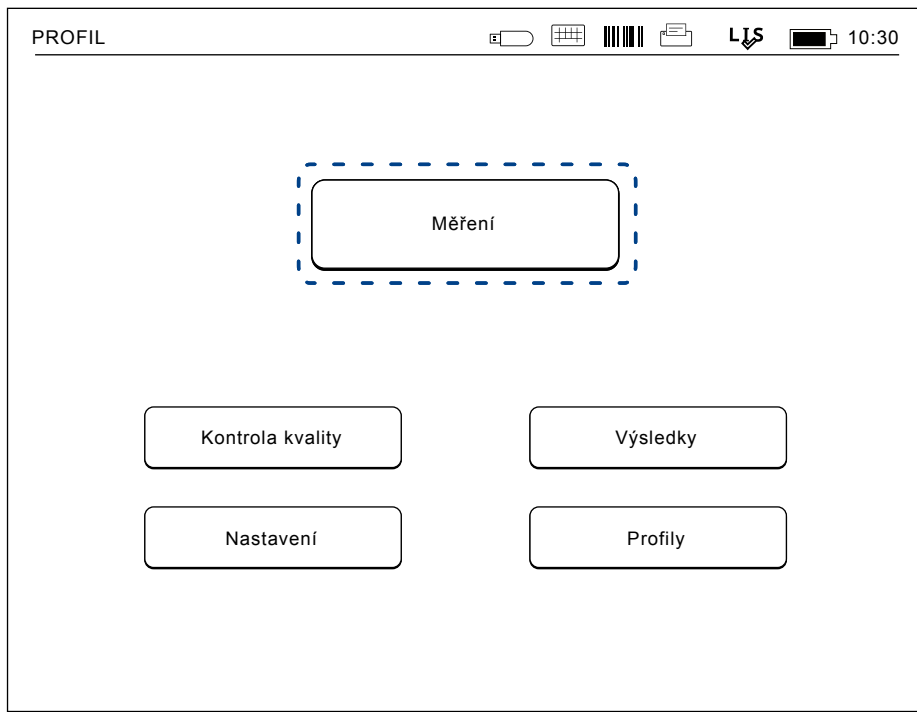 PROFIL LIS 10:30
Měření
Kontrola kvality Výsledky
Nastavení Profily